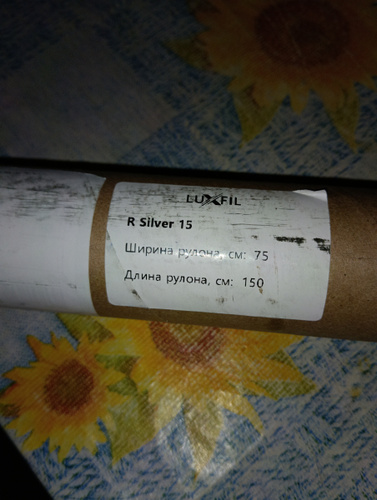 LUXFIL
R Silver 15
Ширина рулона, см: 75
Длина рулона, см: 150